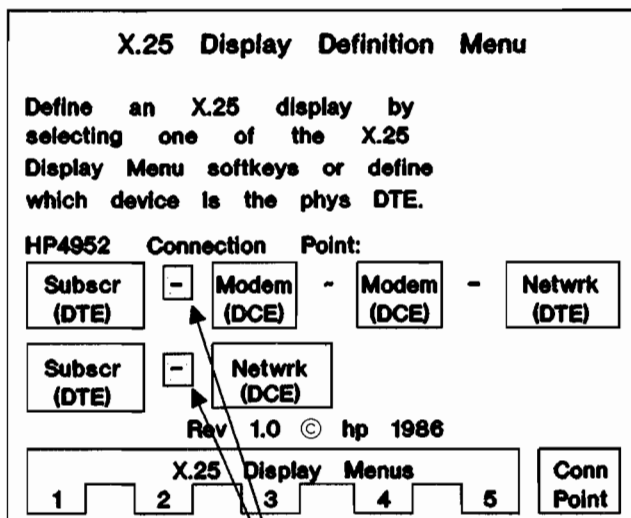 X.25 Display Definition Menu
Define an X.25 display by
selecting one of the X.25
Display Menu softkeys or define
which device is the phys DTE.
HP4952 Connection Point:
Subscr - Modem ~ Modem - Netwrk
(DTE) (DCE) (DCE) (DTE)
Subscr - Netwrk
(DTE) (DCE)
Rev 1.0 © hp 1986
X.25 Display Menus Conn
1 2 3 4 5 Point